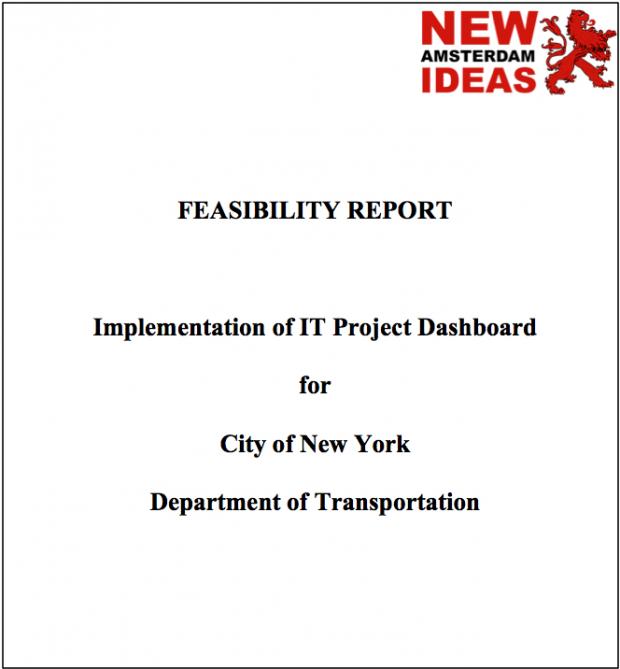 NEW
AMSTERDAM
IDEAS
FEASIBILITY REPORT
Implementation of IT Project Dashboard
for
City of New York
Department of Transportation